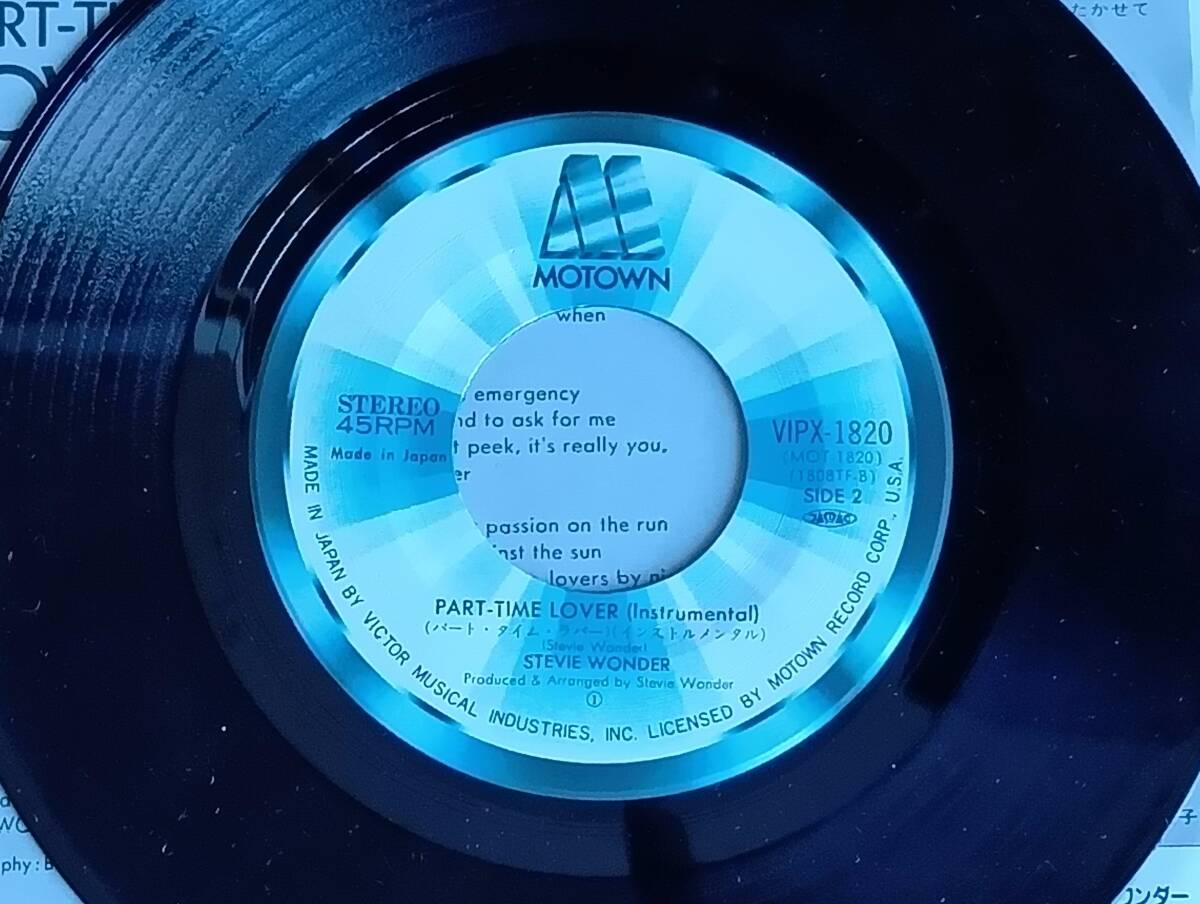 RT-T
たかせて
MOTOWN
when
emergency
nd to ask for me
t peek, it's really you.
er
passion on the run
inst the sun
lovers by ni
STEREO
45RPM
Made in Japan
VIPX-1820
(MOT 1820)
(1808TF-B)
SIDE 2
JASRAC
PART-TIME LOVER (Instrumental)
(パート・タイム・ラバー)(インストルメンタル)
(Stevie Wonder)
STEVIE WONDER
Produced & Arranged by Stevie Wonder
①
MADE IN JAPAN BY VICTOR MUSICAL INDUSTRIES, INC. LICENSED BY MOTOWN RECORD CORP., U.S.A.
phy: B
子
ンダー